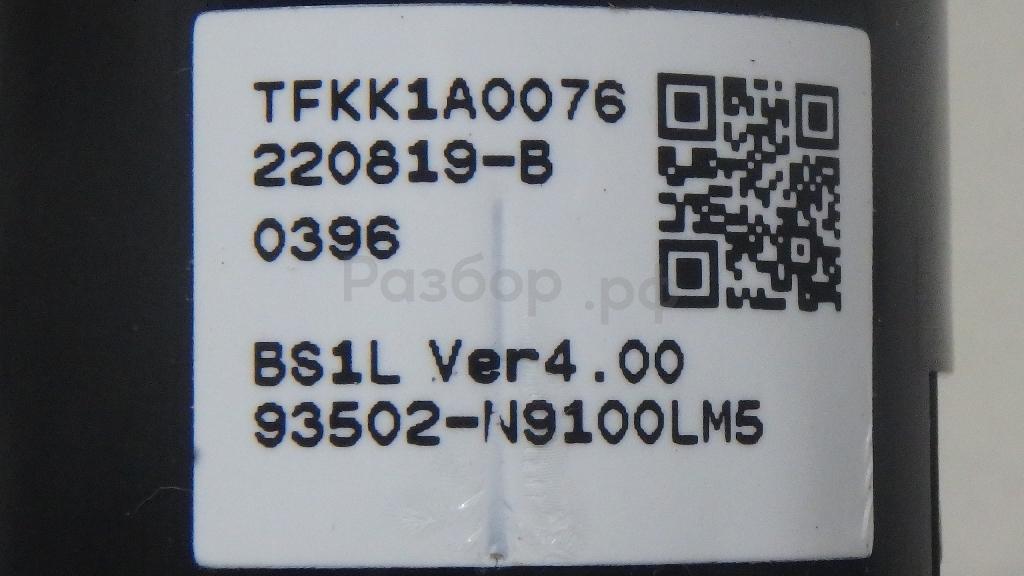 TFKK1A0076
220819-B
0396
Разбор.рф
BS1L Ver4.00
93502-N9100LM5